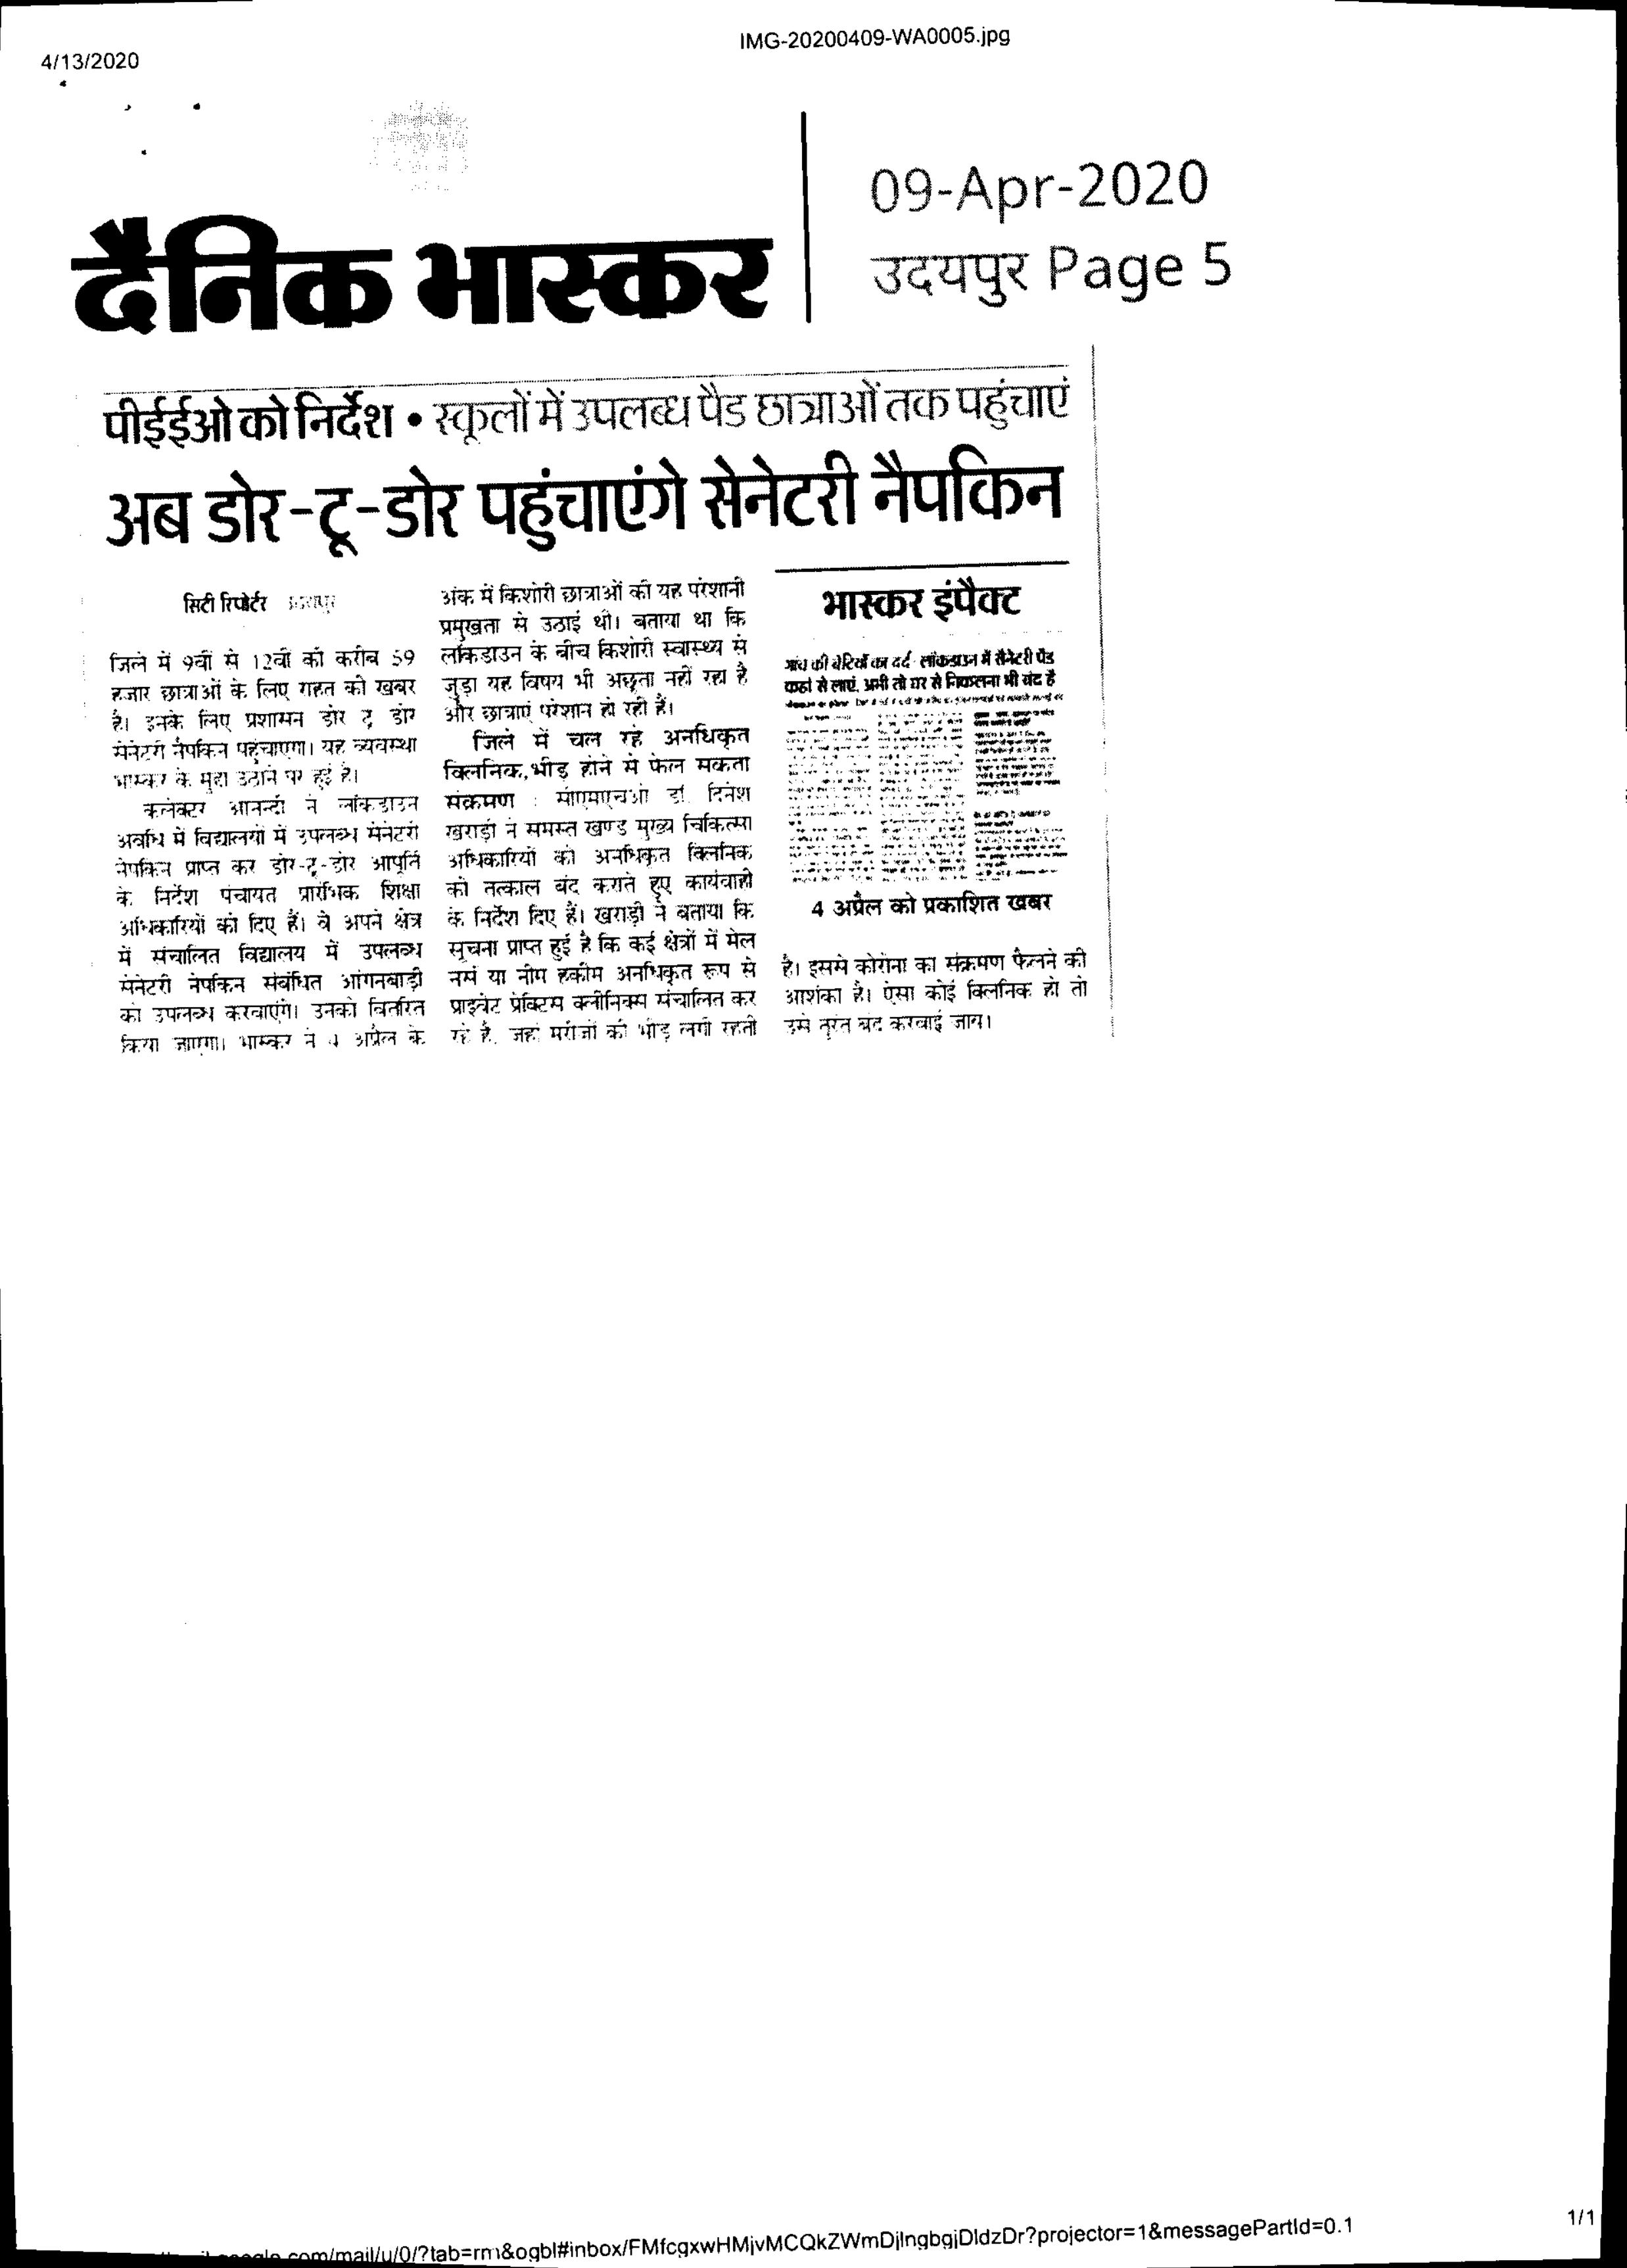 4/13/2020
IMG-20200409-WA0005.jpg
दैनिक भास्कर
09-Apr-2020
उदयपुर Page 5
पीईईओ को निर्देश • स्कूलों में उपलब्ध पैड छात्राओं तक पहुंचाएं
अब डोर-टू-डोर पहुंचाएंगे सेनेटरी नैपकिन
सिटी रिपोर्टर
जिले में 9वीं से 12वीं की करीब 59
हजार छात्राओं के लिए राहत की खबर
है। इनके लिए प्रशासन डोर टू डोर
सेनेटरी नैपकिन पहुंचाएगा। यह व्यवस्था
भास्कर के मुद्दा उठाने पर हुई है।
कलेक्टर आनन्दी ने लॉकडाउन
अवधि में विद्यालयों में उपलब्ध सेनेटरी
नेपकिन प्राप्त कर डोर-टू-डोर आपूर्ति
के निर्देश पंचायत प्रारंभिक शिक्षा
अधिकारियों को दिए हैं। वे अपने क्षेत्र
में संचालित विद्यालय में उपलब्ध
सेनेटरी नेपकिन संबंधित आंगनबाड़ी
को उपलब्ध करवाएंगे। उनको वितरित
किया जाएगा। भास्कर ने 4 अप्रैल के
अंक में किशोरी छात्राओं की यह परेशानी
प्रमुखता से उठाई थी। बताया था कि
लॉकडाउन के बीच किशोरी स्वास्थ्य से
जुड़ा यह विषय भी अछूता नहीं रहा है
और छात्राएं परेशान हो रही हैं।
जिले में चल रहे अनधिकृत
क्लिनिक,भीड़ होने से फेल सकता
संक्रमण : सीएमएचओ डॉ. दिनेश
खराड़ी ने समस्त खण्ड मुख्य चिकित्सा
अधिकारियों को अनधिकृत क्लिनिक
को तत्काल बंद कराते हुए कार्यवाही
के निर्देश दिए हैं। खराड़ी ने बताया कि
सूचना प्राप्त हुई है कि कई क्षेत्रों में मेल
नर्स या नीम हकीम अनधिकृत रूप से
प्राइवेट प्रेक्टिस क्लीनिक्स संचालित कर
रहे है, जहां मरीजों की भीड़ लगी रहती
भास्कर इंपैक्ट
गांव की बेटियों का दर्द लॉकडाउन में सैनेटरी पैड
कहां से लाएं, अभी तो घर से निकलना भी बंद है
4 अप्रैल को प्रकाशित खबर
है। इससे कोरोना का संक्रमण फैलने की
आशंका है। ऐसा कोई क्लिनिक हो तो
उसे तुरंत बंद करवाई जाय।
com/mail/u/0/?tab=rm&ogbl#inbox/FMfcgxwHMjvMCQkZWmDjlngbgjDldzDr?projector=1&messagePartId=0.1
1/1